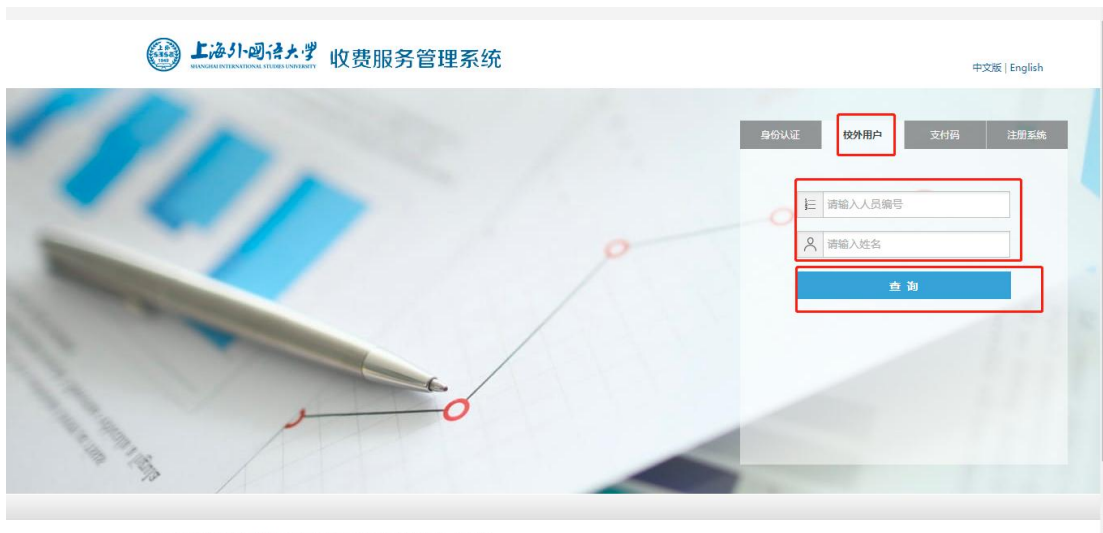 上海外国语大学
SHANGHAI INTERNATIONAL STUDIES UNIVERSITY
收费服务管理系统
中文版 | English
身份认证 校外用户 支付码 注册系统
请输入人员编号
请输入姓名
查 询